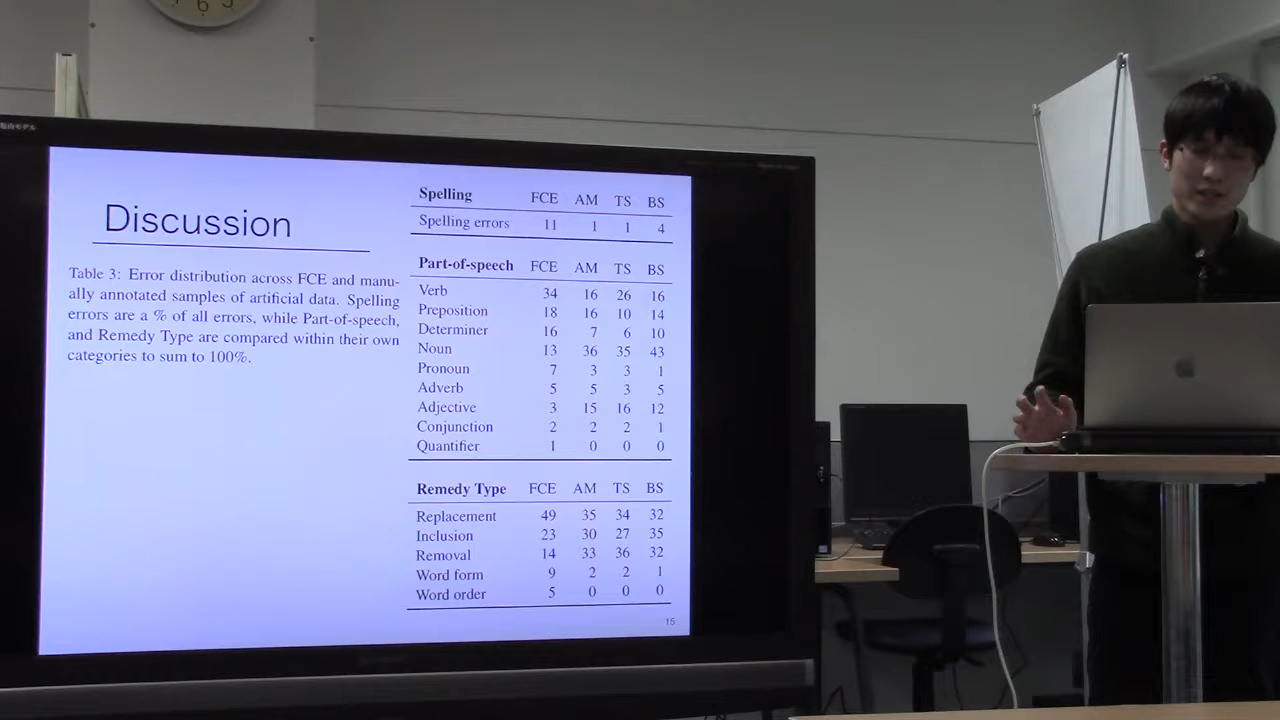 Discussion
Table 3: Error distribution across FCE and manu-
ally annotated samples of artificial data. Spelling
errors are a % of all errors, while Part-of-speech,
and Remedy Type are compared within their own
categories to sum to 100%.
Spelling FCE AM TS BS
Spelling errors 11 1 1 4
Part-of-speech FCE AM TS BS
Verb 34 16 26 16
Preposition 18 16 10 14
Determiner 16 7 6 10
Noun 13 36 35 43
Pronoun 7 3 3 1
Adverb 5 5 3 5
Adjective 3 15 16 12
Conjunction 2 2 2 1
Quantifier 1 0 0 0
Remedy Type FCE AM TS BS
Replacement 49 35 34 32
Inclusion 23 30 27 35
Removal 14 33 36 32
Word form 9 2 2 1
Word order 5 0 0 0
15